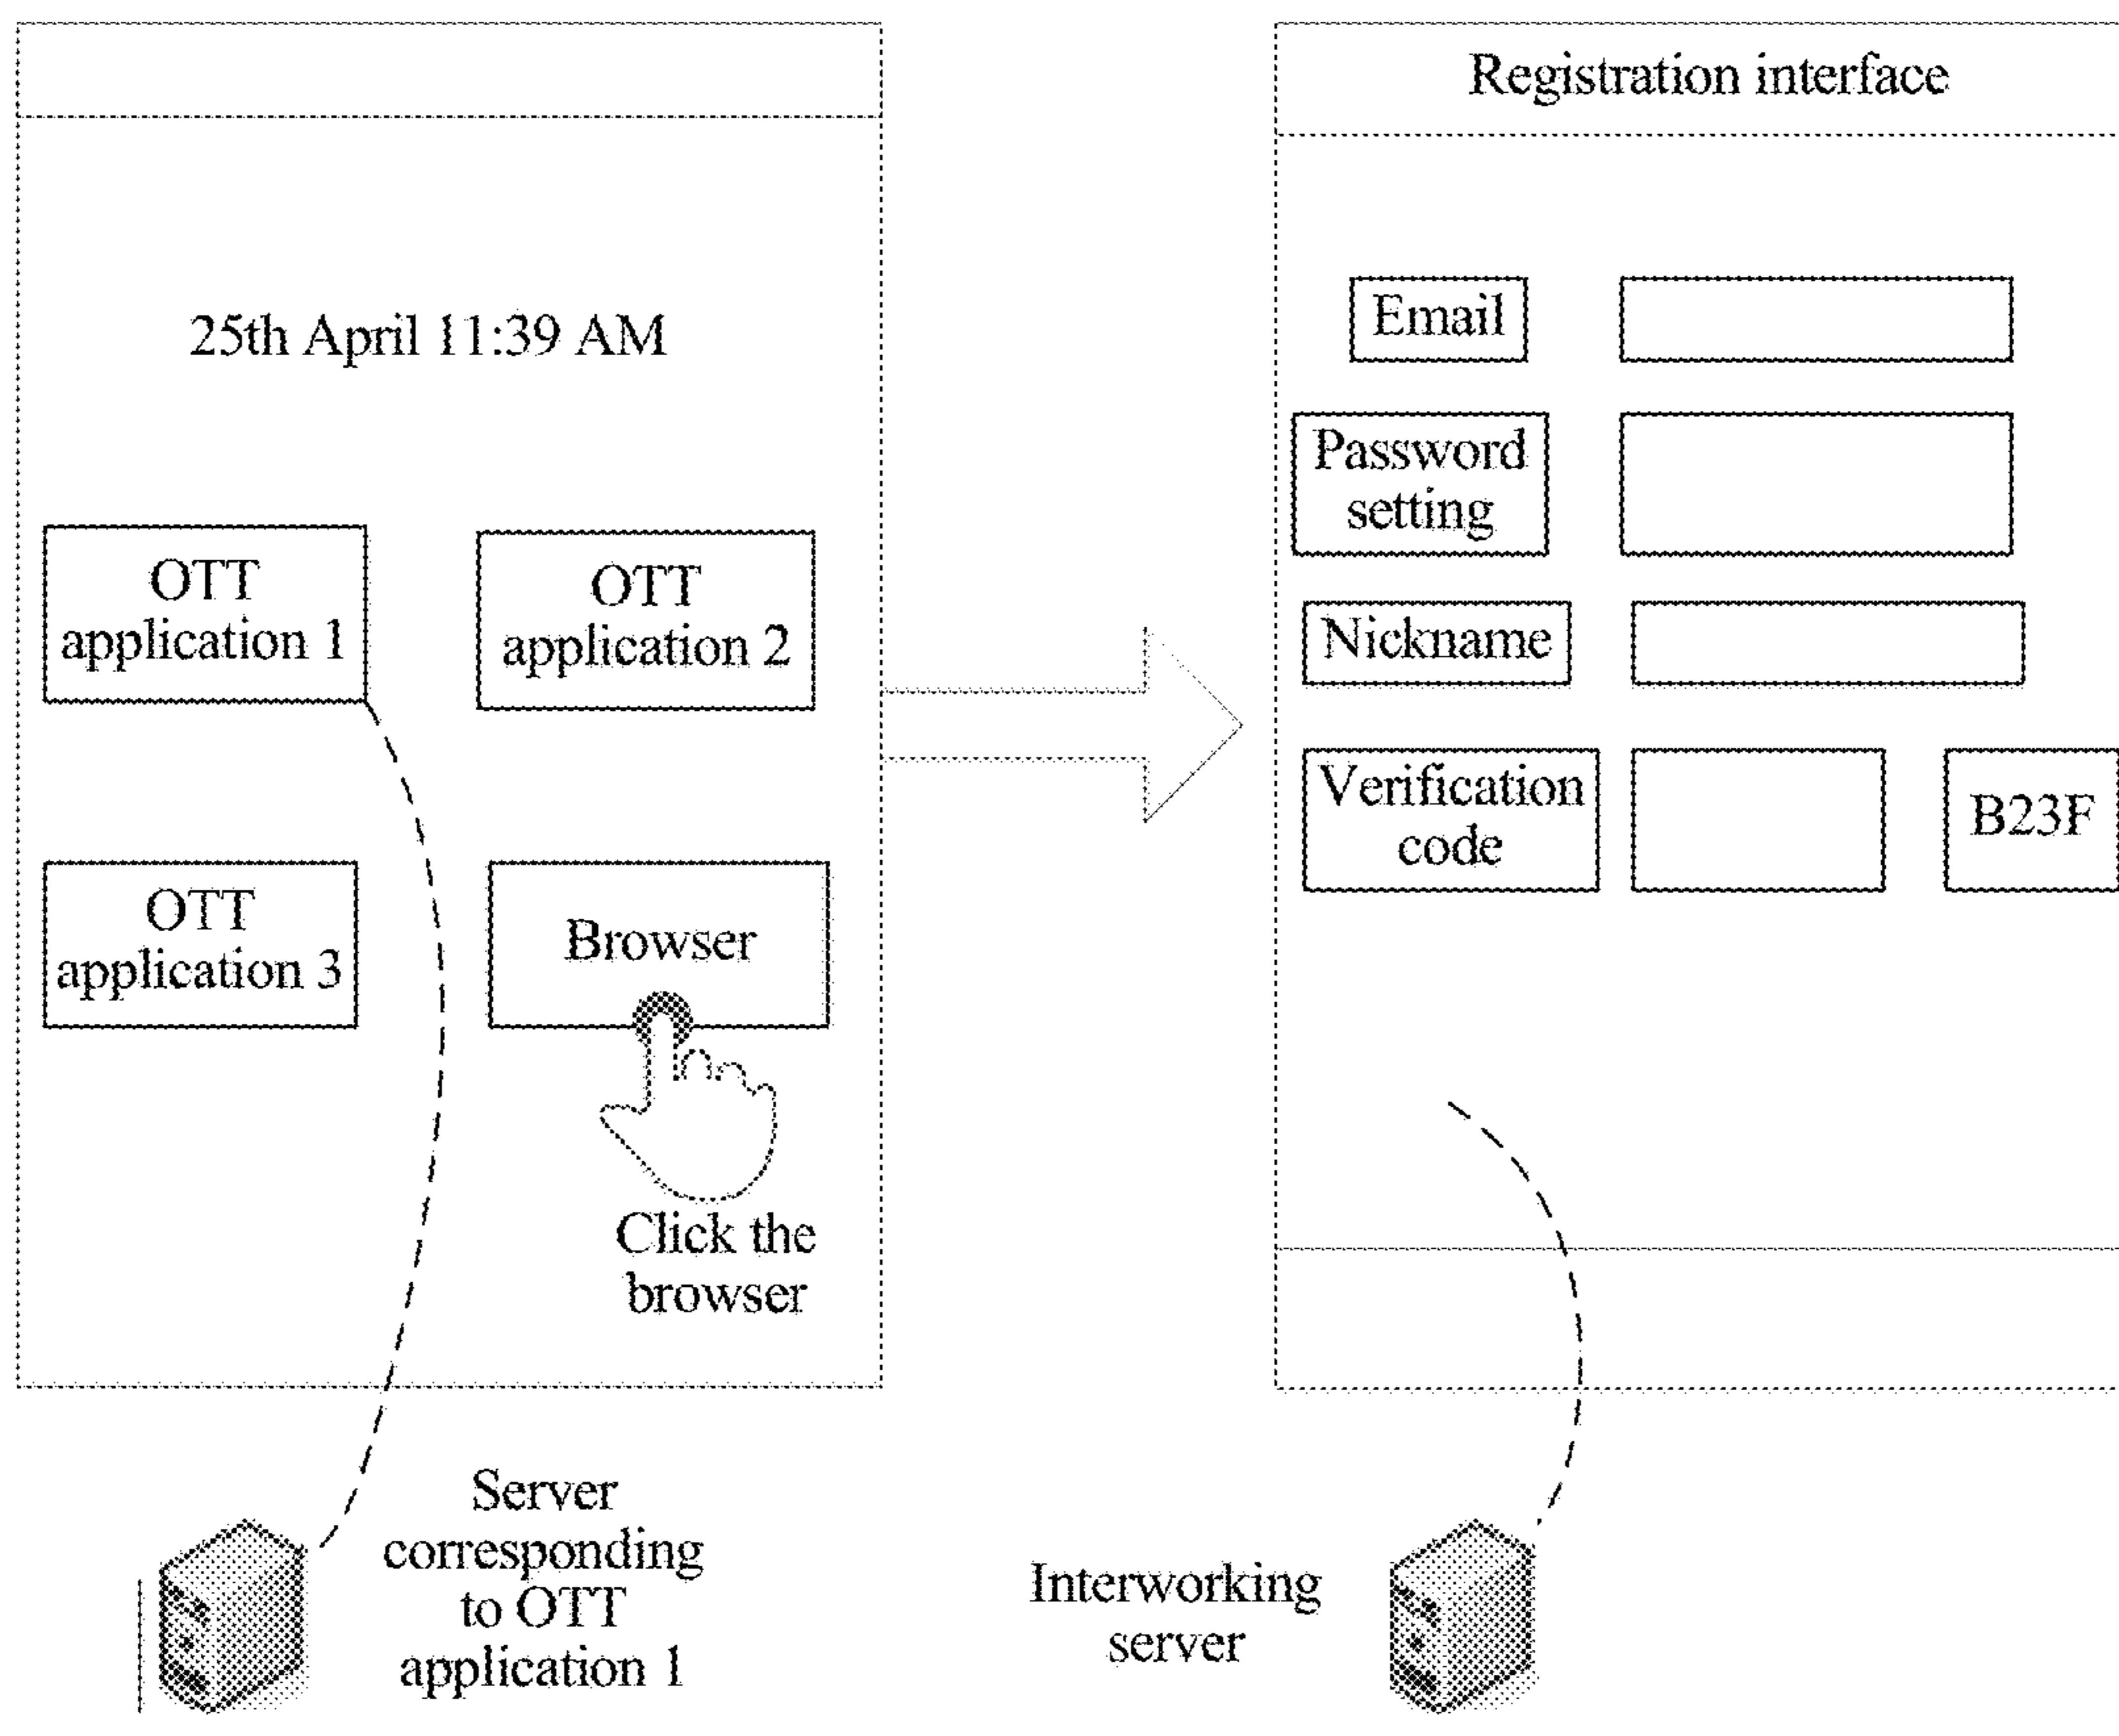 25th April 11:39 AM
OTT
application 1
OTT
application 2
OTT
application 3
Browser
Click the
browser
Server
corresponding
to OTT
application 1
Registration interface
Email
Password
setting
Nickname
Verification
code
B23F
Interworking
server